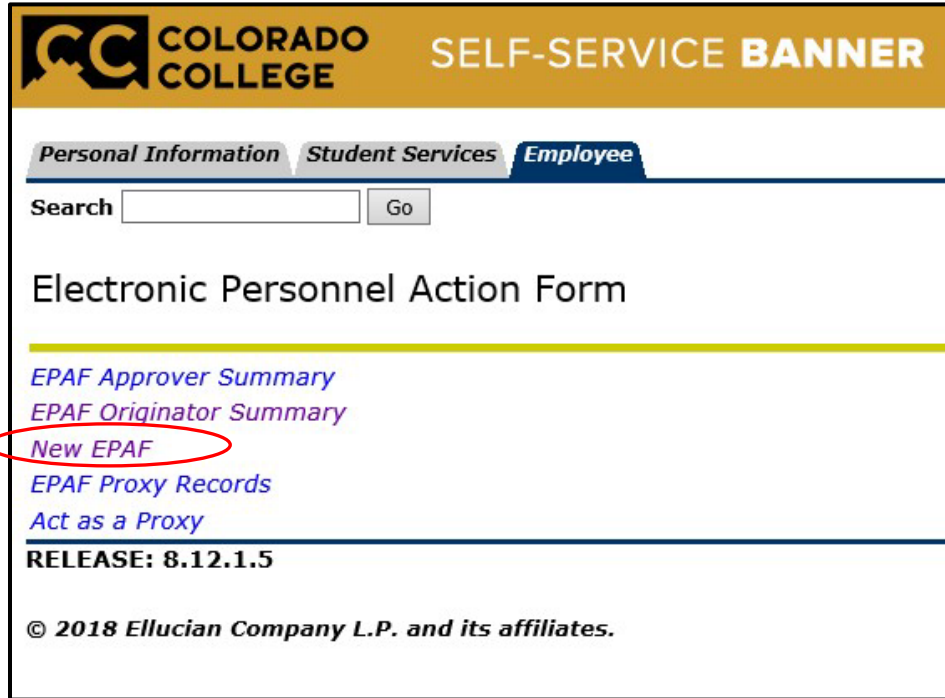 CC COLORADO COLLEGE SELF-SERVICE BANNER
Personal Information Student Services Employee
Search Go
Electronic Personnel Action Form
EPAF Approver Summary
EPAF Originator Summary
New EPAF
EPAF Proxy Records
Act as a Proxy
RELEASE: 8.12.1.5
© 2018 Ellucian Company L.P. and its affiliates.